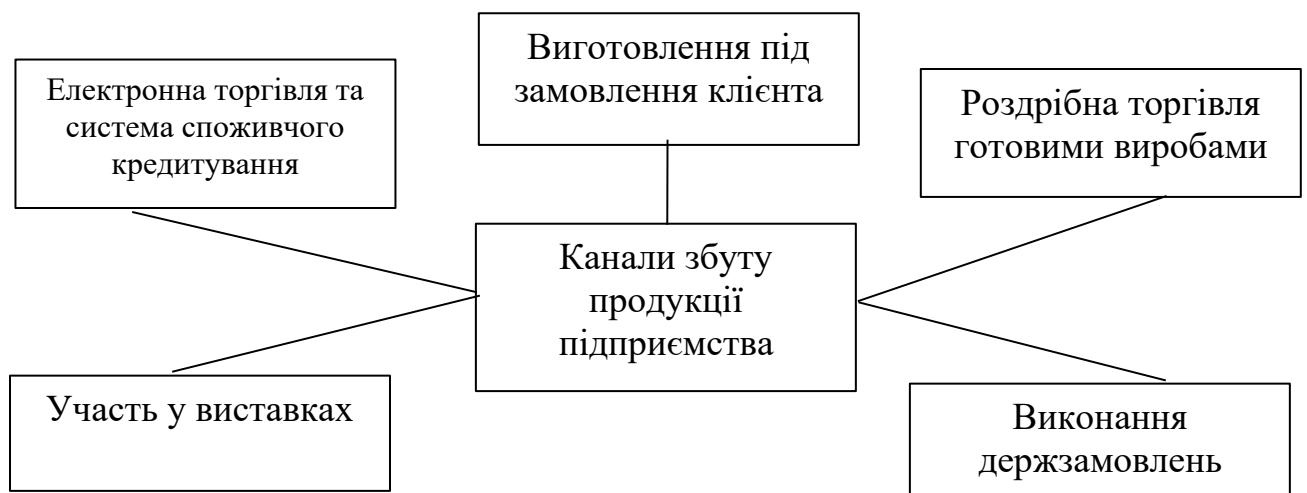 Виготовлення під
замовлення клієнта
Електронна торгівля та
система споживчого
кредитування
Роздрібна торгівля
готовими виробами
Канали збуту
продукції
підприємства
Участь у виставках
Виконання
держзамовлень